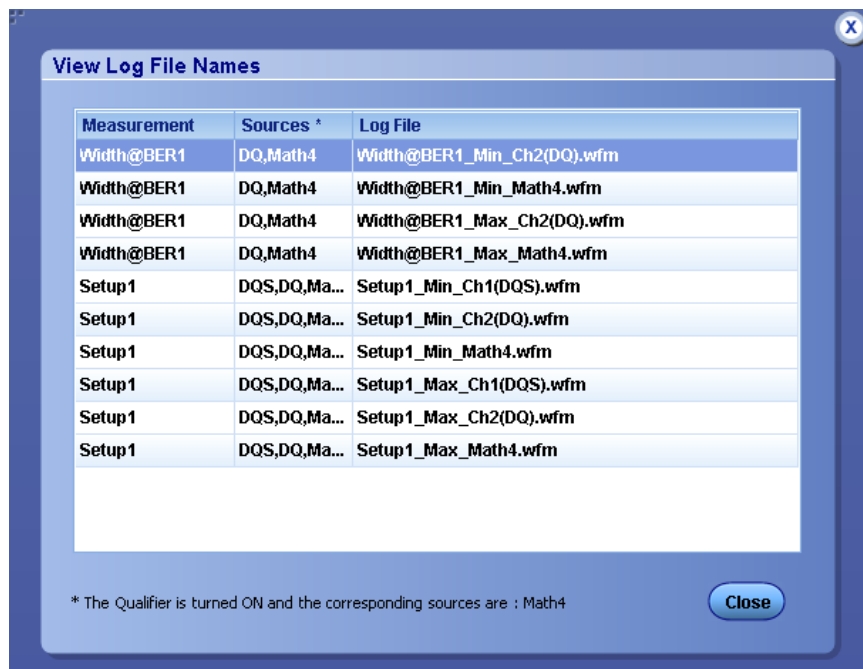 X
View Log File Names
Measurement Sources * Log File
Width@BER1 DQ,Math4 Width@BER1_Min_Ch2(DQ).wfm
Width@BER1 DQ,Math4 Width@BER1_Min_Math4.wfm
Width@BER1 DQ,Math4 Width@BER1_Max_Ch2(DQ).wfm
Width@BER1 DQ,Math4 Width@BER1_Max_Math4.wfm
Setup1 DQS,DQ,Ma... Setup1_Min_Ch1(DQS).wfm
Setup1 DQS,DQ,Ma... Setup1_Min_Ch2(DQ).wfm
Setup1 DQS,DQ,Ma... Setup1_Min_Math4.wfm
Setup1 DQS,DQ,Ma... Setup1_Max_Ch1(DQS).wfm
Setup1 DQS,DQ,Ma... Setup1_Max_Ch2(DQ).wfm
Setup1 DQS,DQ,Ma... Setup1_Max_Math4.wfm
* The Qualifier is turned ON and the corresponding sources are : Math4
Close